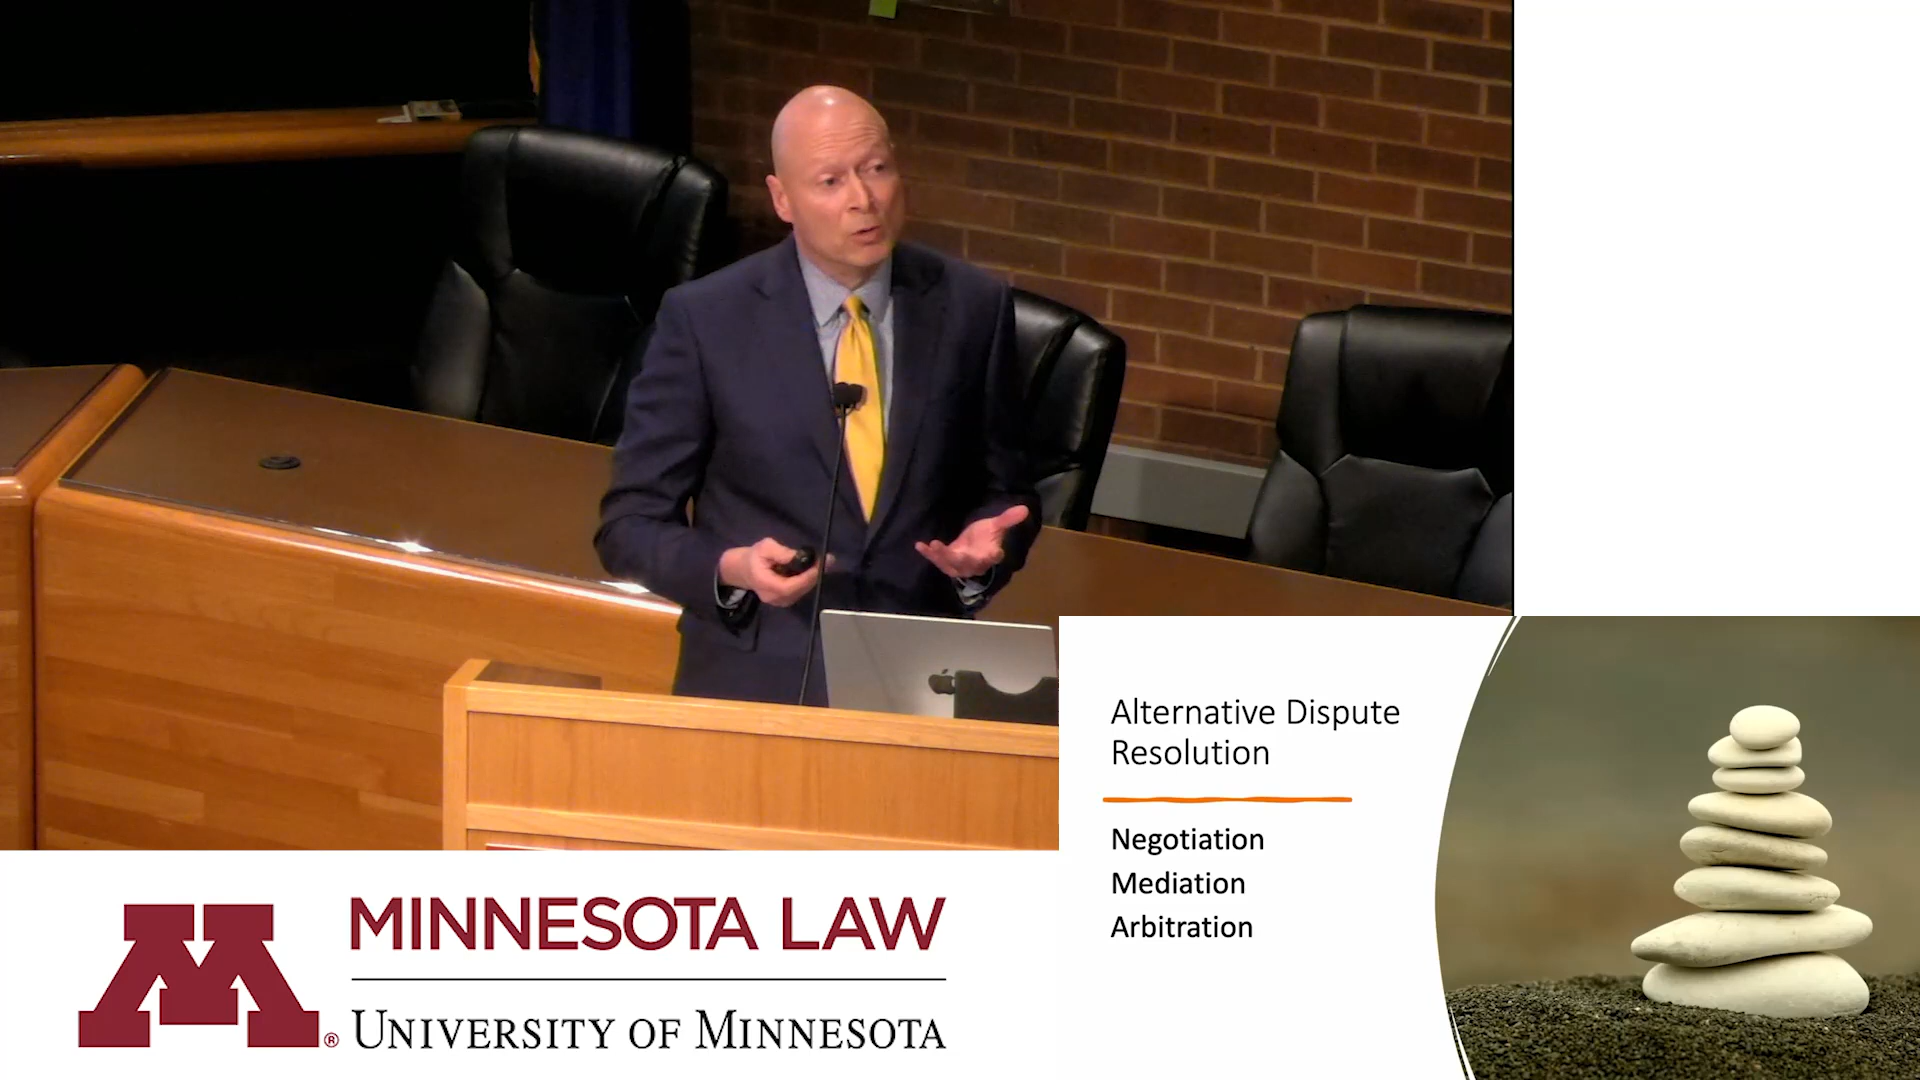 Alternative Dispute
Resolution
Negotiation
Mediation
Arbitration
MINNESOTA LAW
UNIVERSITY OF MINNESOTA
M®